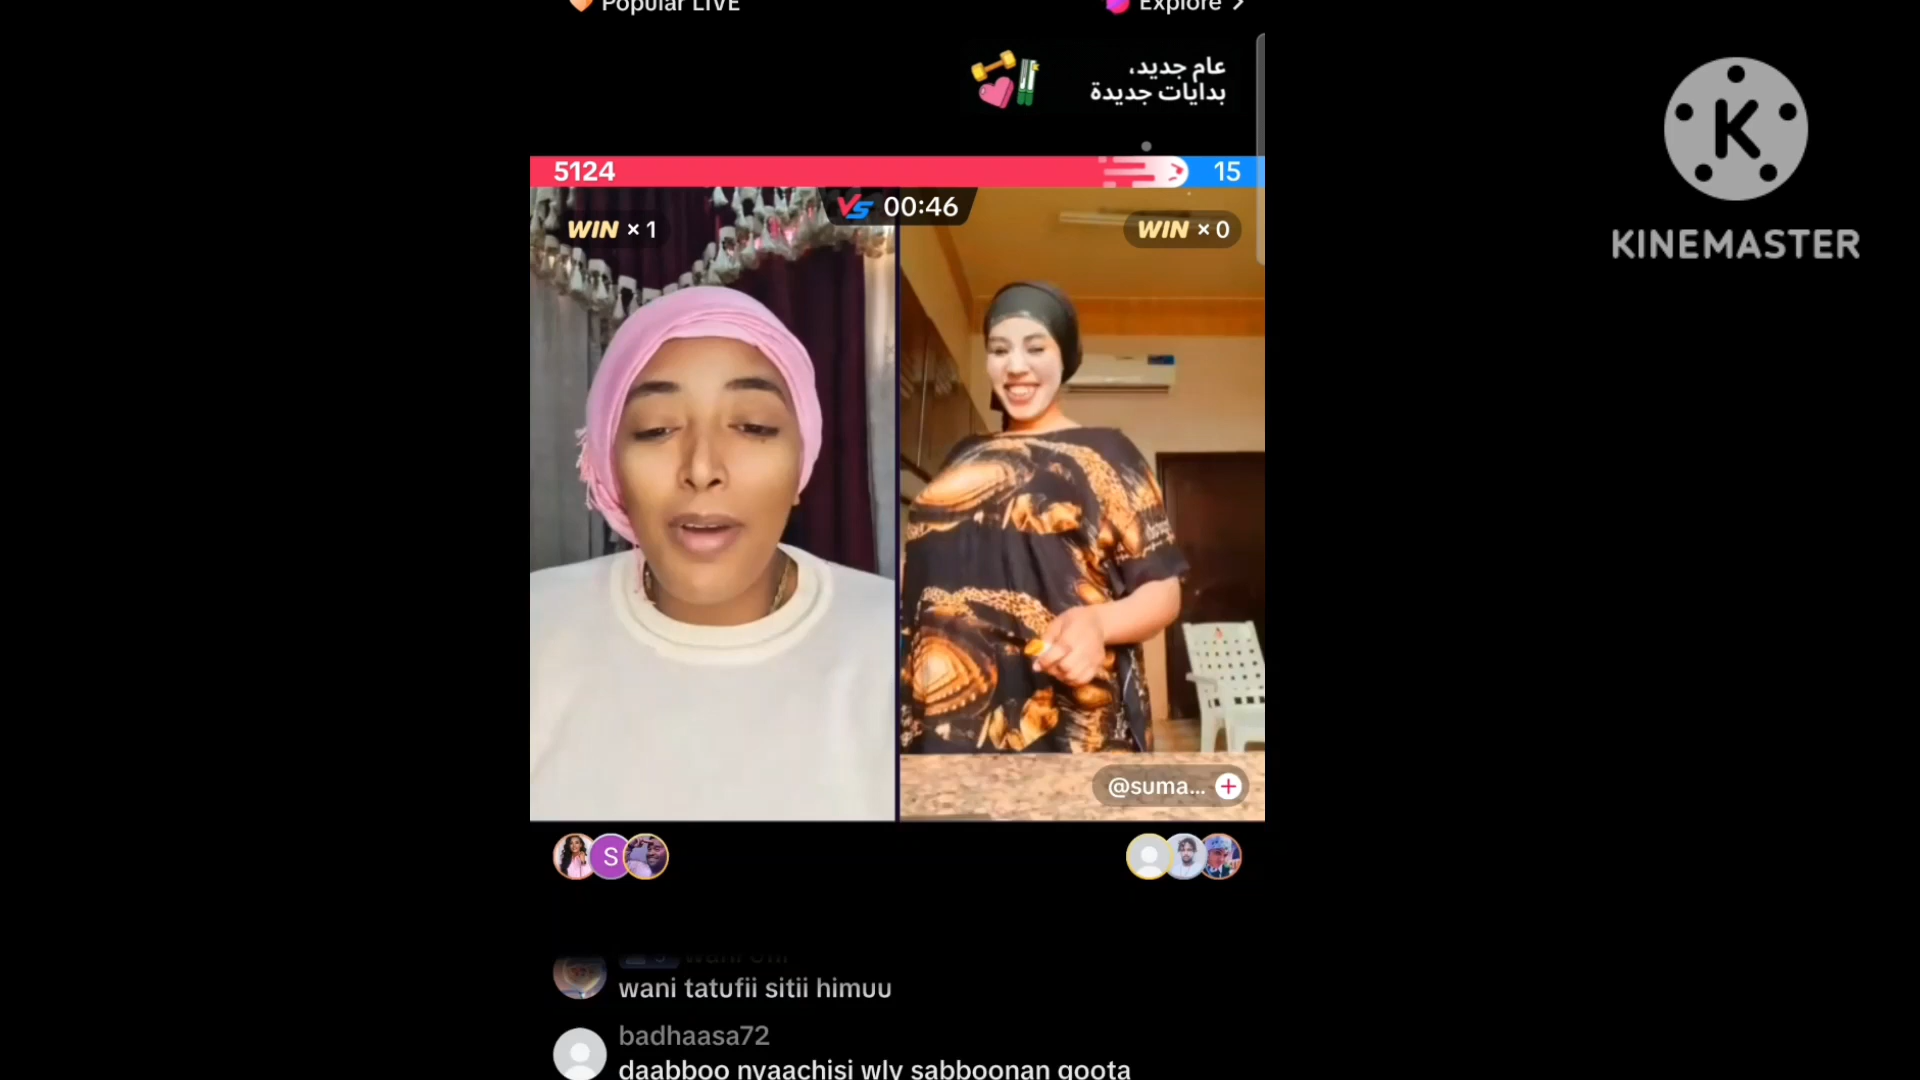 Popular LIVE
Explore >
عام جديد،
بدايات جديدة
5124
15
VS 00:46
WIN × 1
WIN × 0
@suma...
S
wani tatufii sitii himuu
badhaasa72
daabboo nyaachisi wly sabboonan goota
K
KINEMASTER